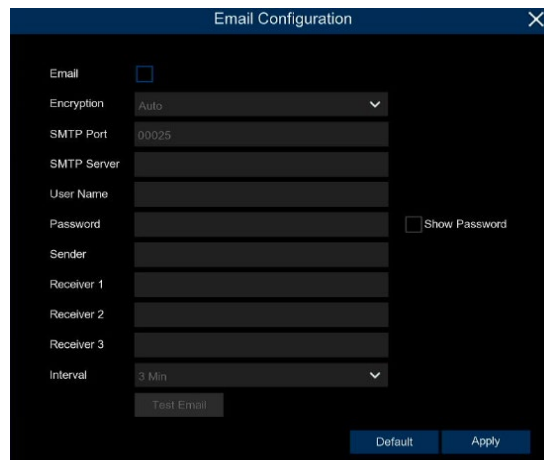 Email Configuration
Email
Encryption Auto
SMTP Port 00025
SMTP Server
User Name
Password Show Password
Sender
Receiver 1
Receiver 2
Receiver 3
Interval 3 Min
Test Email
Default Apply